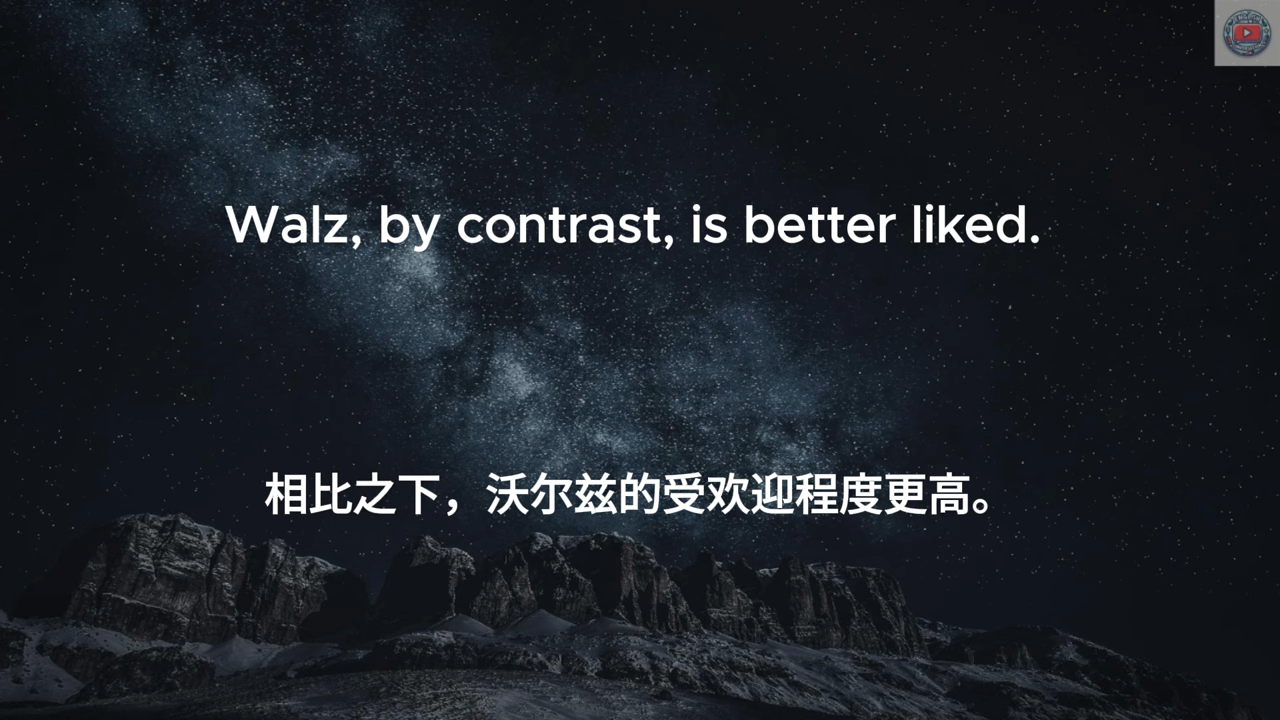 Walz, by contrast, is better liked.
相比之下，沃尔兹的受欢迎程度更高。